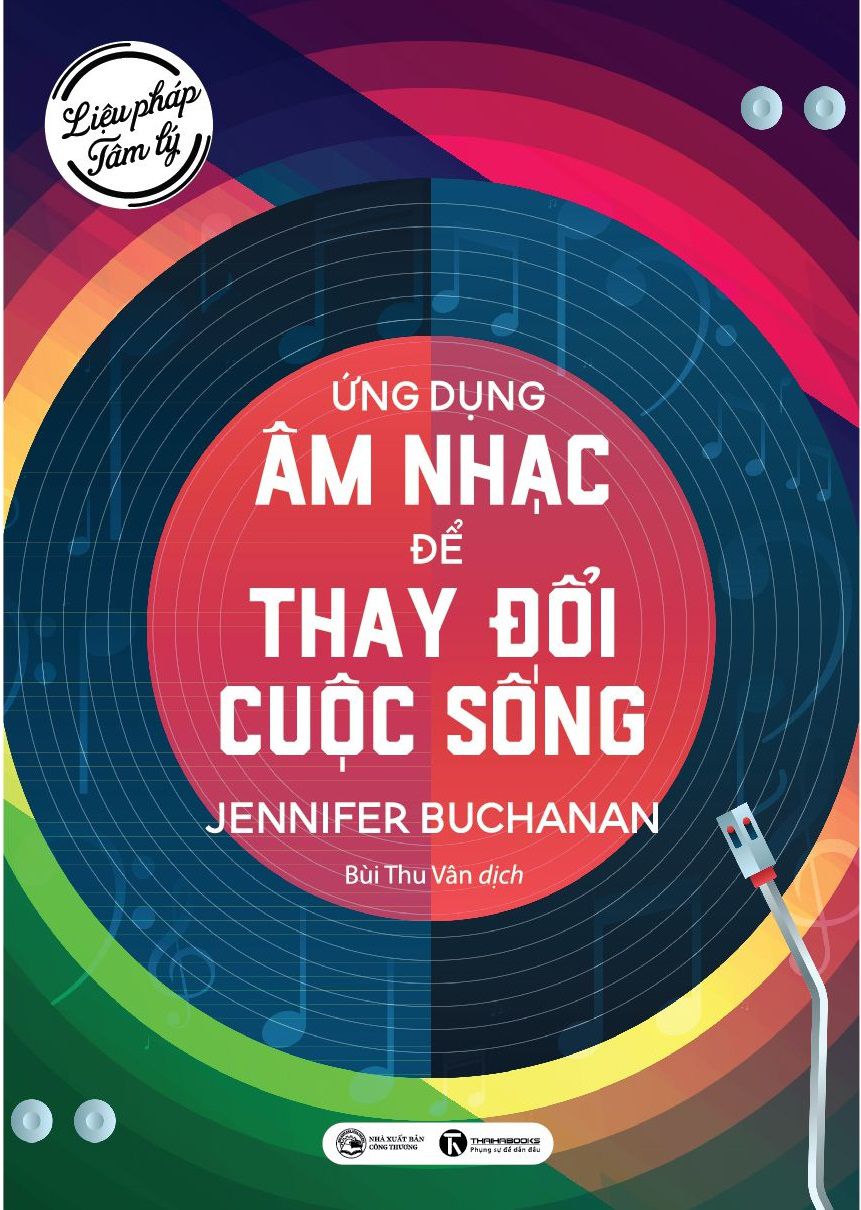 Liệu pháp
Tâm lý
ỨNG DỤNG
ÂM NHẠC
ĐỂ
THAY ĐỔI
CUỘC SỐNG
JENNIFER BUCHANAN
Bùi Thu Vân dịch
NHÀ XUẤT BẢN
CÔNG THƯƠNG
THAIHABOOKS
Phụng sự để dẫn đầu